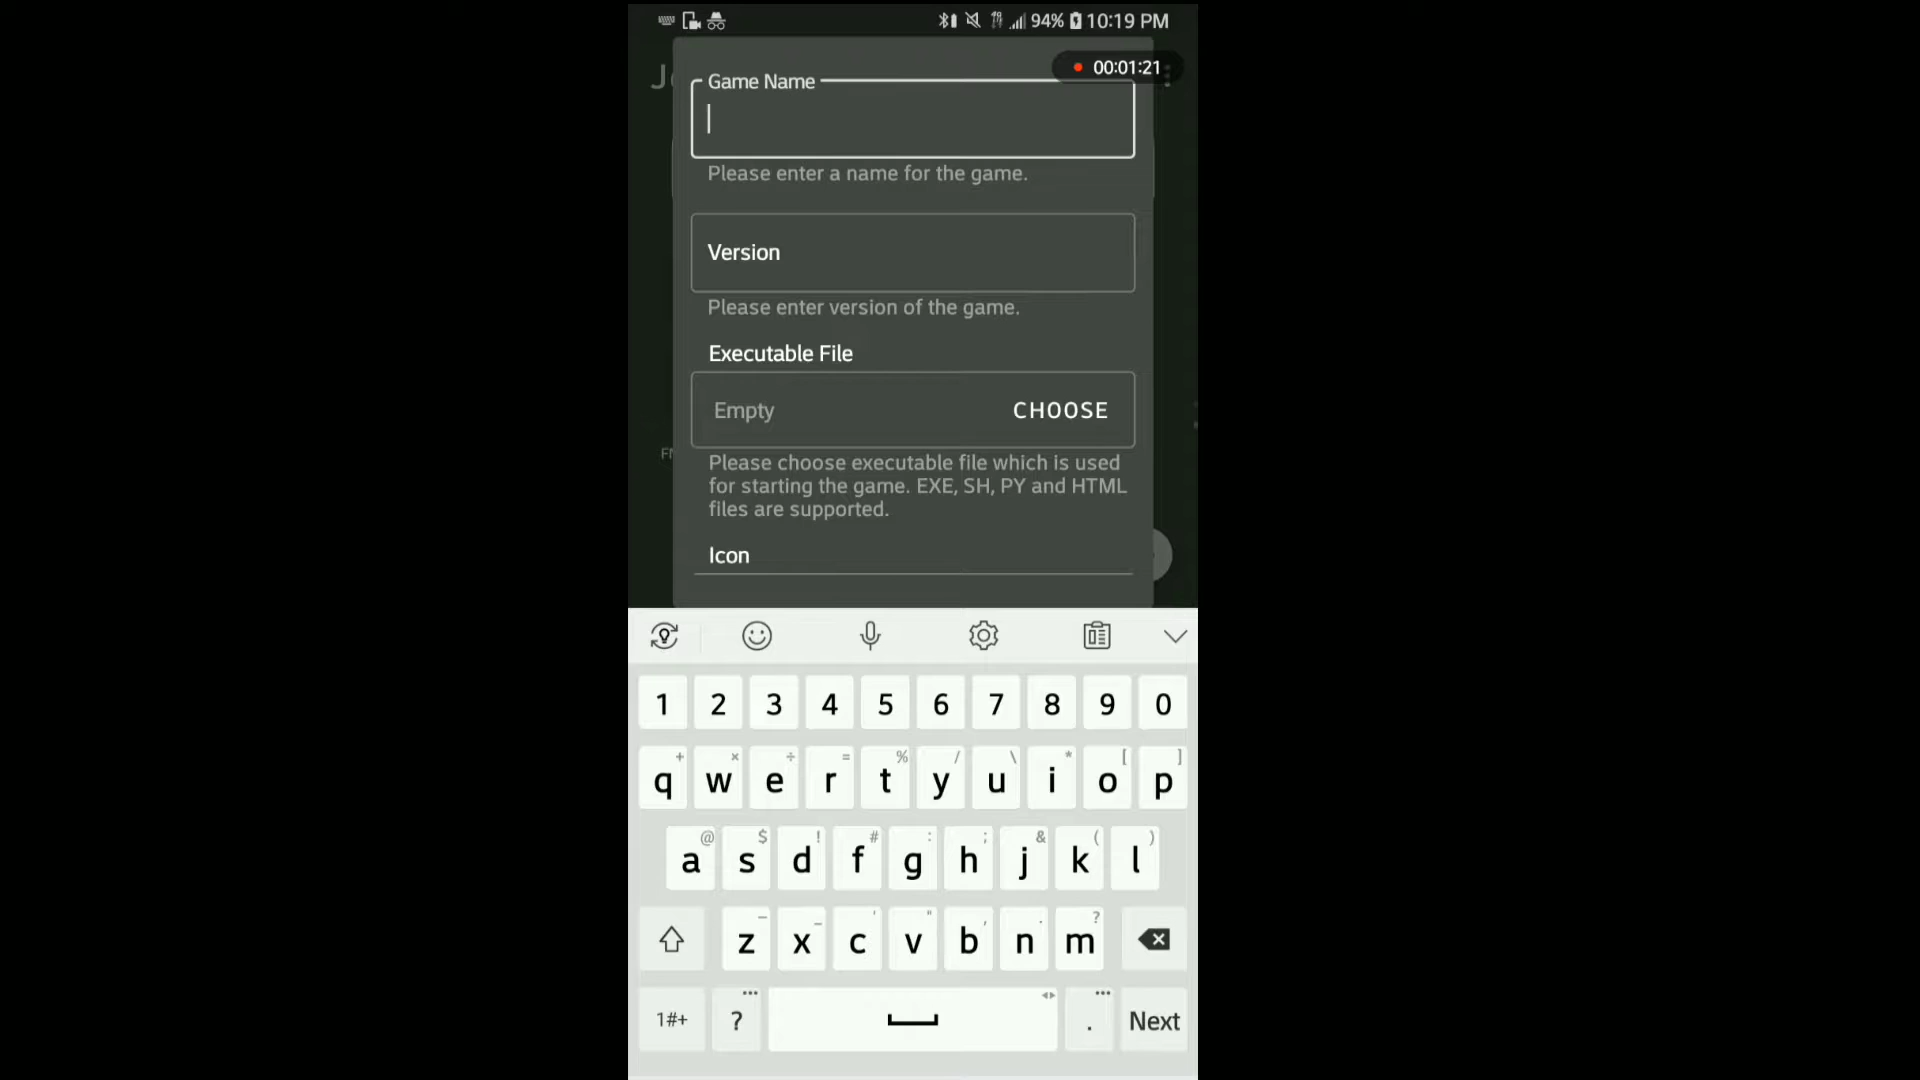 94% 10:19 PM
00:01:21
J
Game Name
Please enter a name for the game.
Version
Please enter version of the game.
Executable File
Empty CHOOSE
Please choose executable file which is used
for starting the game. EXE, SH, PY and HTML
files are supported.
Icon
1 2 3 4 5 6 7 8 9 0
+ × ÷ = % / \ * [ ]
q w e r t y u i o p
@ $ ! # : ; & ( )
a s d f g h j k l
- _ ' " , . ?
z x c v b n m
1#+ ? . Next